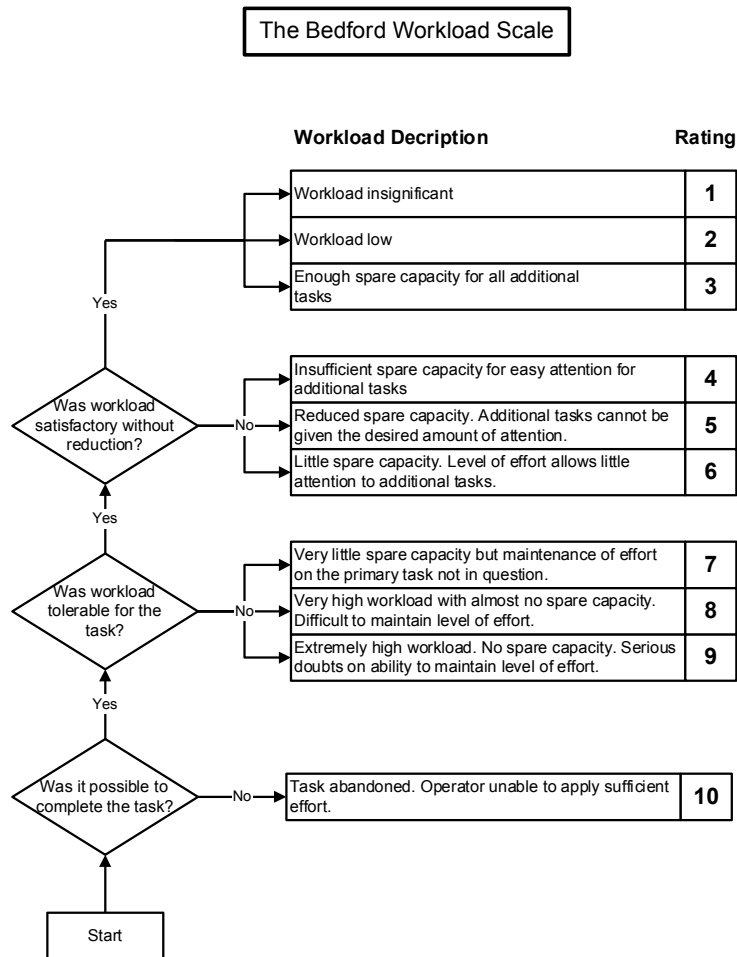 The Bedford Workload Scale
Workload Decription Rating
Workload insignificant 1
Workload low 2
Enough spare capacity for all additional
tasks 3
Yes
Was workload
satisfactory without
reduction?
No
Insufficient spare capacity for easy attention for
additional tasks 4
Reduced spare capacity. Additional tasks cannot be
given the desired amount of attention. 5
Little spare capacity. Level of effort allows little
attention to additional tasks. 6
Yes
Was workload
tolerable for the
task?
No
Very little spare capacity but maintenance of effort
on the primary task not in question. 7
Very high workload with almost no spare capacity.
Difficult to maintain level of effort. 8
Extremely high workload. No spare capacity. Serious
doubts on ability to maintain level of effort. 9
Yes
Was it possible to
complete the task?
No
Task abandoned. Operator unable to apply sufficient
effort. 10
Start